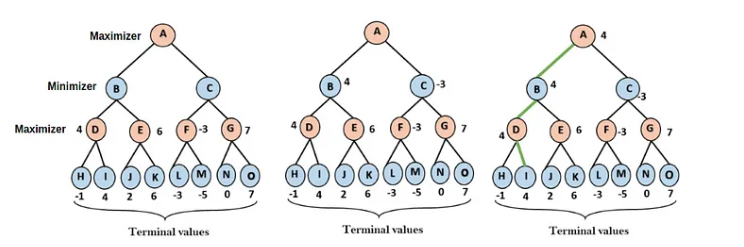 Maximizer A A A 4
Minimizer B C B 4 C -3 B 4 C -3
Maximizer 4 D E 6 F -3 G 7 4 D E 6 F -3 G 7 4 D E 6 F -3 G 7
H I J K L M N O H I J K L M N O H I J K L M N O
-1 4 2 6 -3 -5 0 7 -1 4 2 6 -3 -5 0 7 -1 4 2 6 -3 -5 0 7
Terminal values Terminal values Terminal values